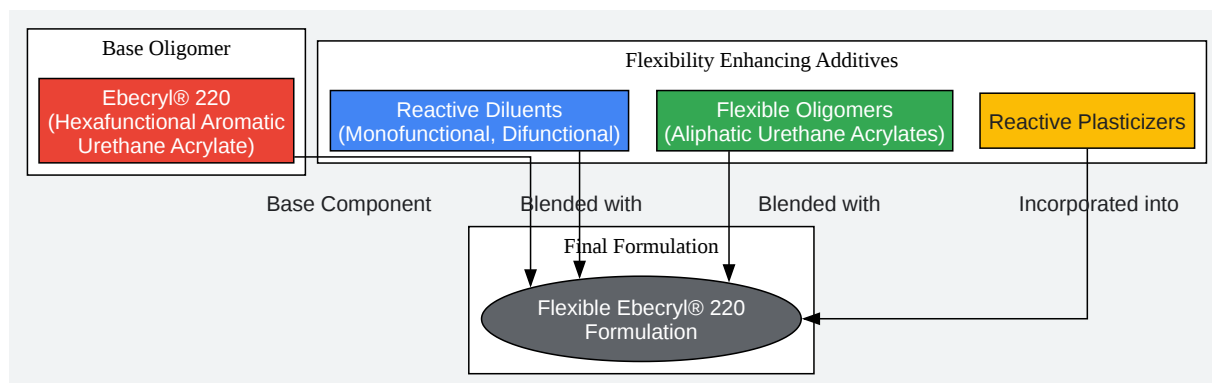 Base Oligomer
Ebecryl® 220
(Hexafunctional Aromatic
Urethane Acrylate)
Flexibility Enhancing Additives
Reactive Diluents
(Monofunctional, Difunctional)
Flexible Oligomers
(Aliphatic Urethane Acrylates)
Reactive Plasticizers
Base Component
Blended with
Blended with
Incorporated into
Final Formulation
Flexible Ebecryl® 220
Formulation